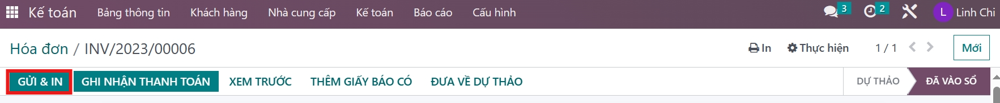 Kế toán Bảng thông tin Khách hàng Nhà cung cấp Kế toán Báo cáo Cấu hình 3 2 L Linh Chi
Hóa đơn / INV/2023/00006 In Thực hiện 1 / 1 Mới
GỬI & IN GHI NHẬN THANH TOÁN XEM TRƯỚC THÊM GIẤY BÁO CÓ ĐƯA VỀ DỰ THẢO DỰ THẢO ĐÃ VÀO SỔ